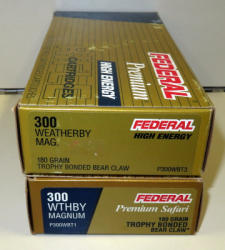 FEDERAL
Premium
HIGH ENERGY
CARTRIDGES
300
WEATHERBY
MAG.
FEDERAL
HIGH ENERGY
180 GRAIN
TROPHY BONDED BEAR CLAW
P300WBT3
300
WTHBY
MAGNUM
P300WBT1
FEDERAL
Premium Safari
180 GRAIN
TROPHY BONDED
BEAR CLAW